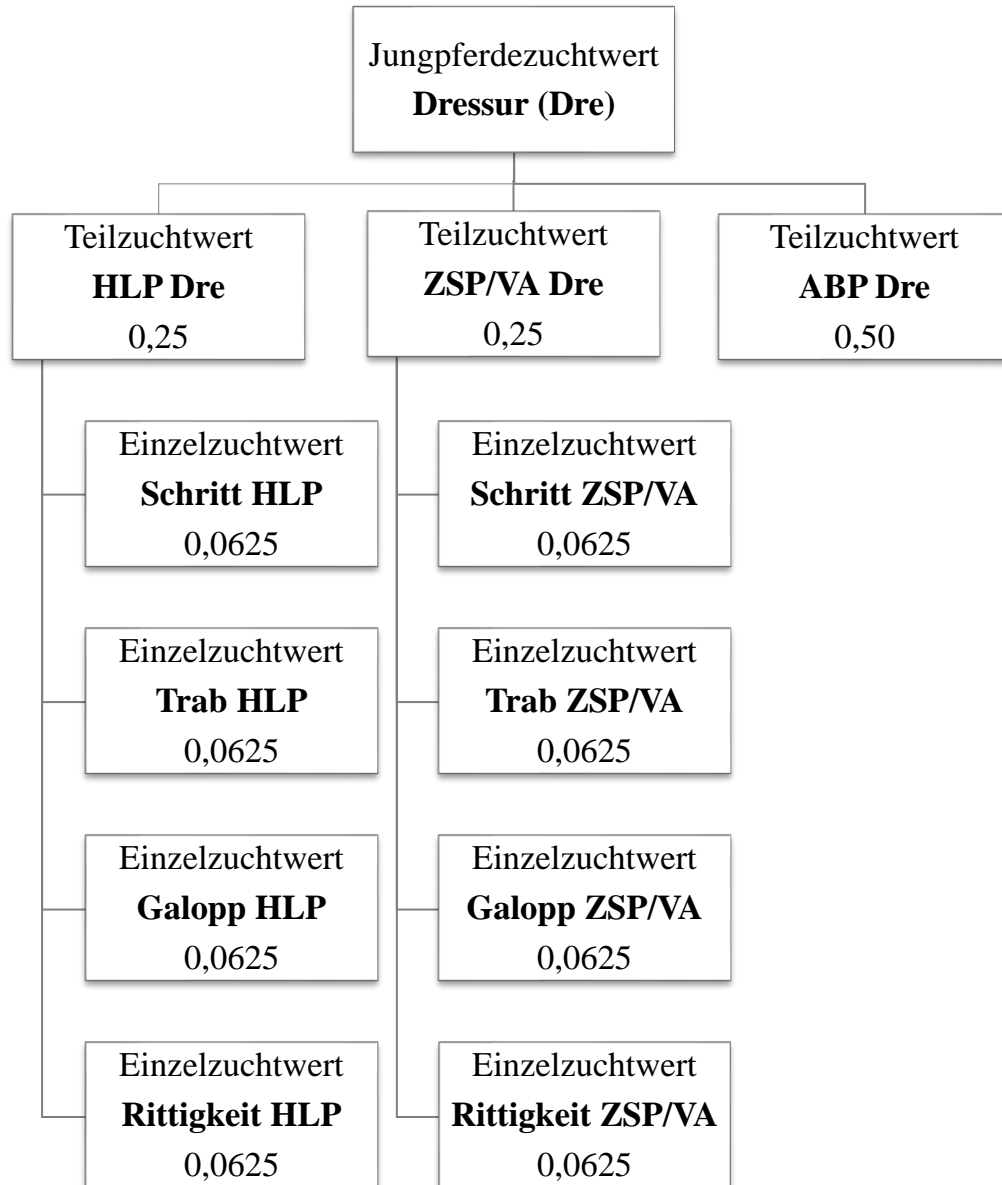 Jungpferdezuchtwert
Dressur (Dre)
Teilzuchtwert
HLP Dre
0,25
Teilzuchtwert
ZSP/VA Dre
0,25
Teilzuchtwert
ABP Dre
0,50
Einzelzuchtwert
Schritt HLP
0,0625
Einzelzuchtwert
Schritt ZSP/VA
0,0625
Einzelzuchtwert
Trab HLP
0,0625
Einzelzuchtwert
Trab ZSP/VA
0,0625
Einzelzuchtwert
Galopp HLP
0,0625
Einzelzuchtwert
Galopp ZSP/VA
0,0625
Einzelzuchtwert
Rittigkeit HLP
0,0625
Einzelzuchtwert
Rittigkeit ZSP/VA
0,0625